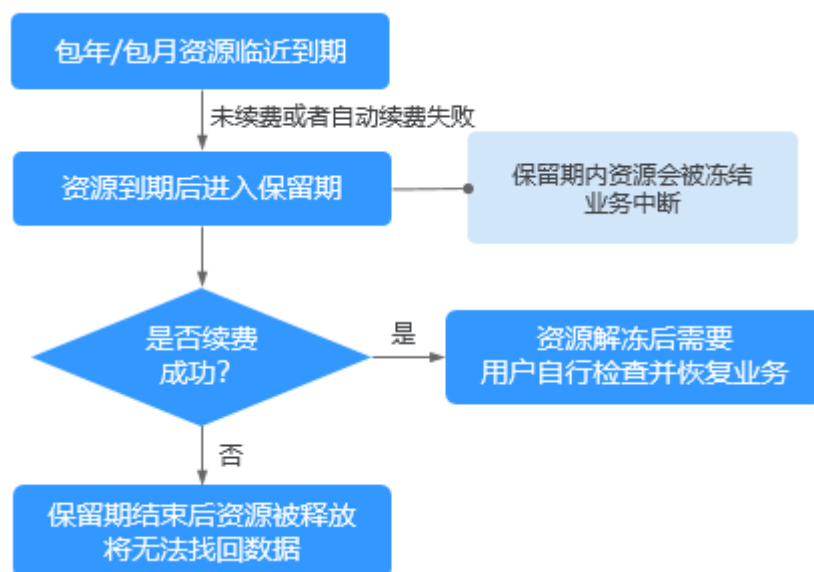 包年/包月资源临近到期
未续费或者自动续费失败
资源到期后进入保留期
保留期内资源会被冻结
业务中断
是否续费
成功?
是
资源解冻后需要
用户自行检查并恢复业务
否
保留期结束后资源被释放
将无法找回数据